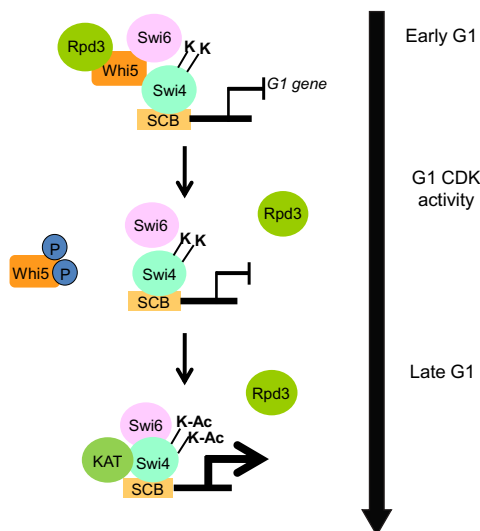 Early G1
Rpd3
Swi6
K K
Whi5
Swi4
G1 gene
SCB
G1 CDK
activity
Rpd3
Swi6
K K
P
Whi5
P
Swi4
SCB
Late G1
Rpd3
Swi6
K-Ac
K-Ac
KAT
Swi4
SCB